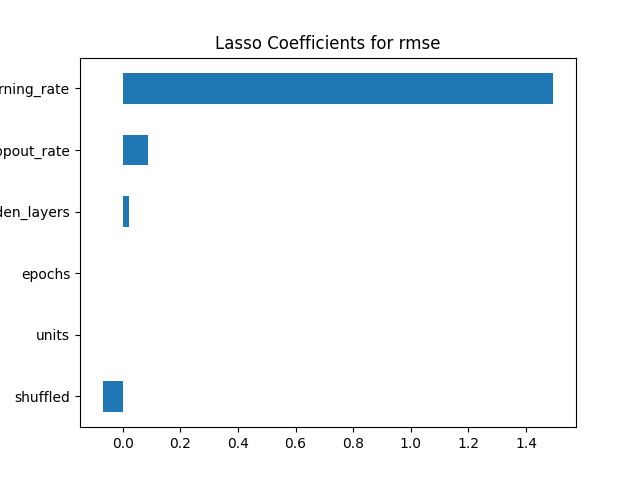 Lasso Coefficients for rmse
rning_rate
opout_rate
den_layers
epochs
units
shuffled
0.0 0.2 0.4 0.6 0.8 1.0 1.2 1.4